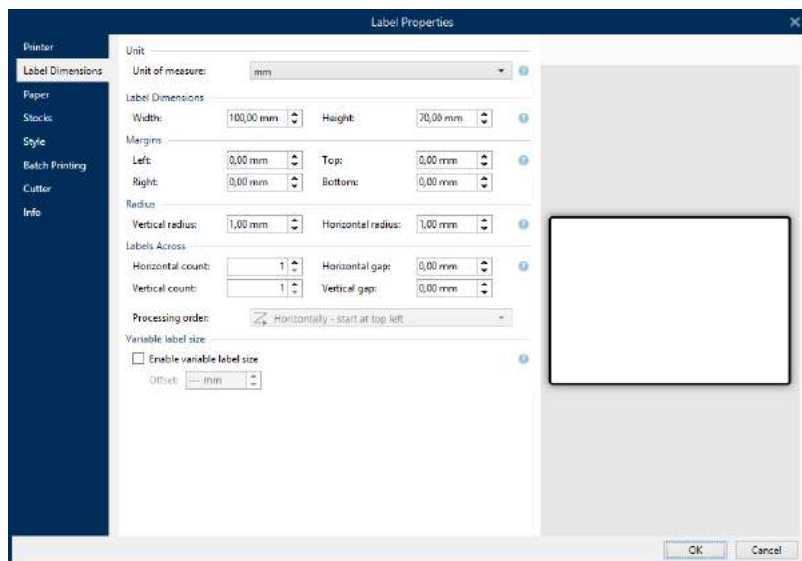 Label Properties
Printer
Label Dimensions
Paper
Stocks
Style
Batch Printing
Cutter
Info
Unit
Unit of measure: mm
Label Dimensions
Width: 100,00 mm Height: 70,00 mm
Margins
Left: 0,00 mm Top: 0,00 mm
Right: 0,00 mm Bottom: 0,00 mm
Radius
Vertical radius: 1,00 mm Horizontal radius: 1,00 mm
Labels Across
Horizontal count: 1 Horizontal gap: 0,00 mm
Vertical count: 1 Vertical gap: 0,00 mm
Processing order: Horizontally - start at top left
Variable label size
Enable variable label size
Offset: --- mm
OK Cancel